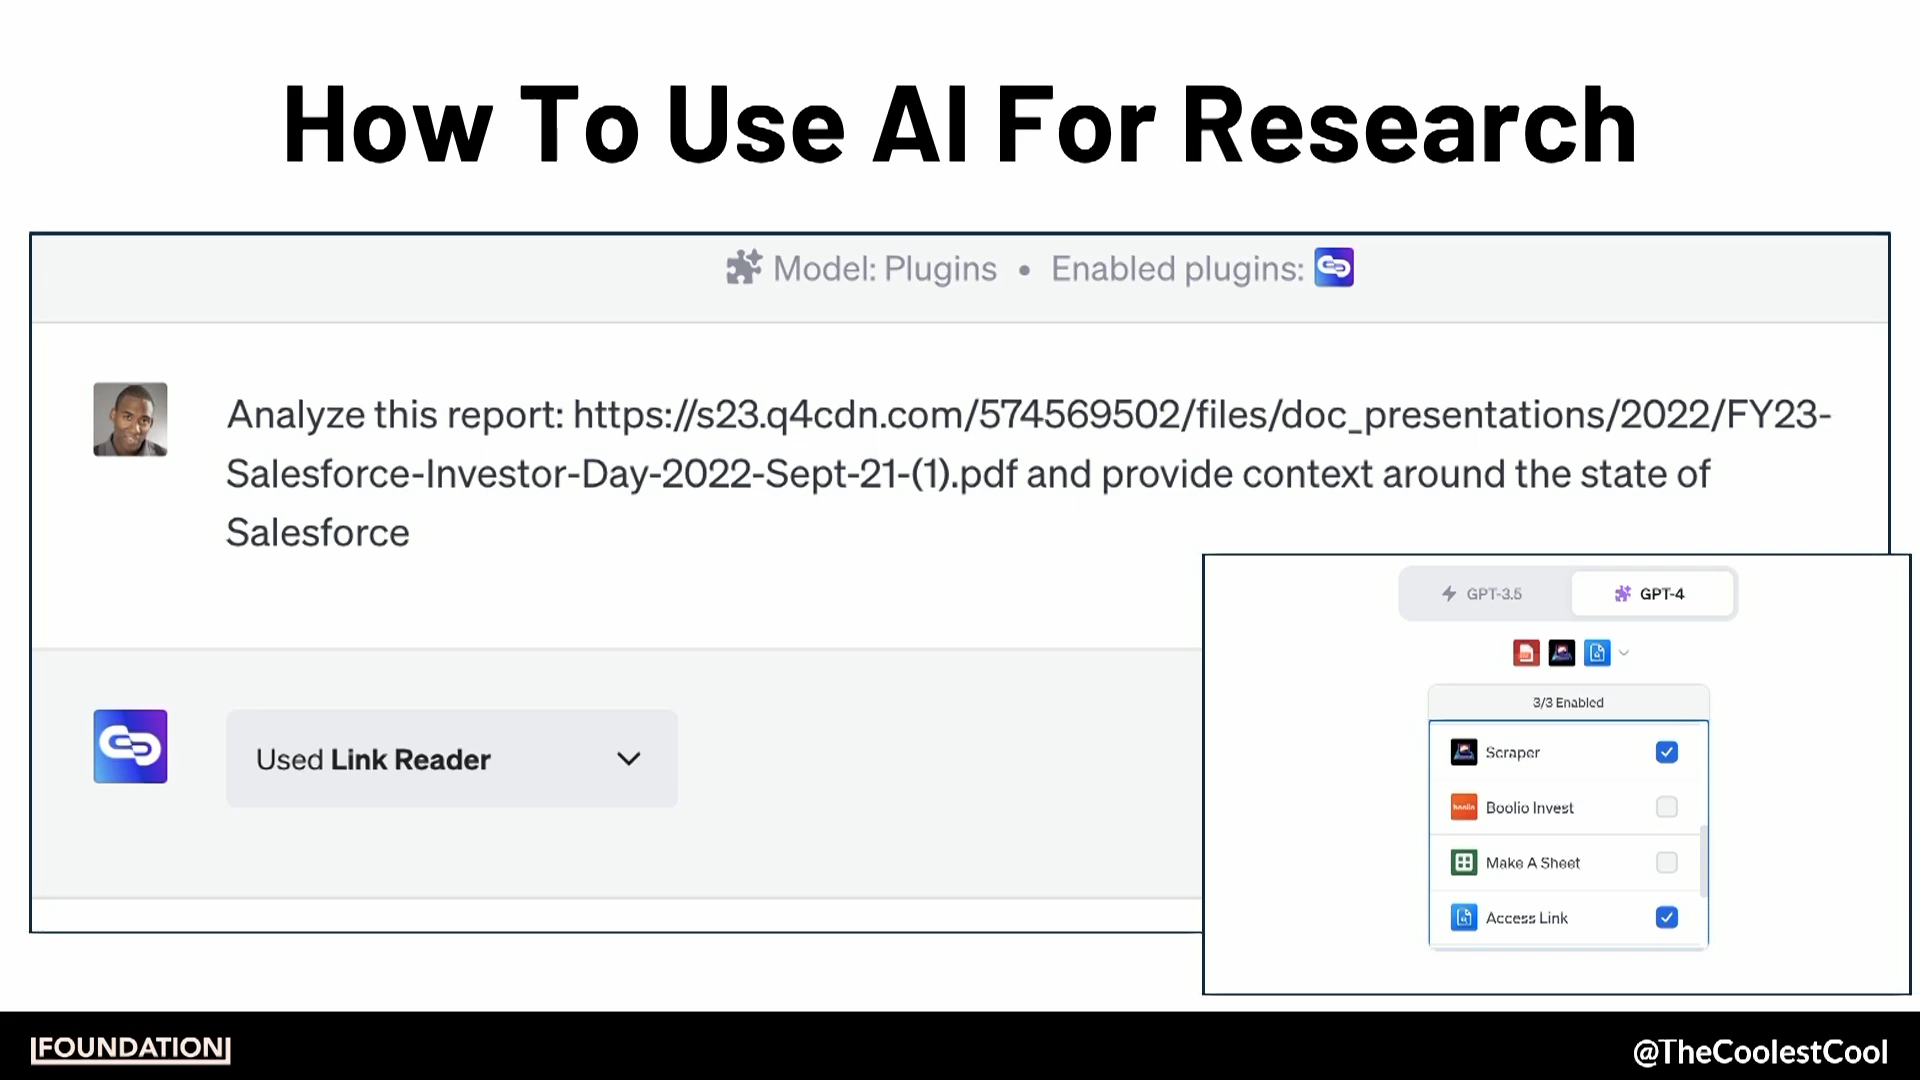 How To Use AI For Research
Model: Plugins • Enabled plugins:
Analyze this report: https://s23.q4cdn.com/574569502/files/doc_presentations/2022/FY23-
Salesforce-Investor-Day-2022-Sept-21-(1).pdf and provide context around the state of
Salesforce
Used Link Reader
GPT-3.5 GPT-4
3/3 Enabled
Scraper
boolio Boolio Invest
Make A Sheet
Access Link
[FOUNDATION]
@TheCoolestCool